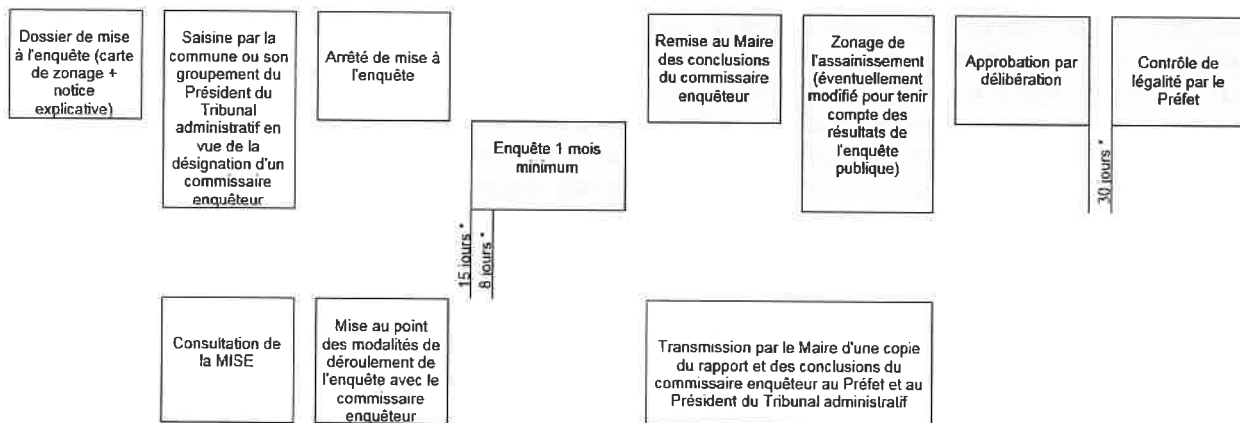 Dossier de mise
à l'enquête (carte
de zonage +
notice
explicative)
Saisine par la
commune ou son
groupement du
Président du
Tribunal
administratif en
vue de la
désignation d'un
commissaire
enquêteur
Arrêté de mise à
l'enquête
Enquête 1 mois
minimum
15 jours *
8 jours *
Remise au Maire
des conclusions
du commissaire
enquêteur
Zonage de
l'assainissement
(éventuellement
modifié pour tenir
compte des
résultats de
l'enquête
publique)
Approbation par
délibération
30 jours *
Contrôle de
légalité par le
Préfet
Consultation de
la MISE
Mise au point
des modalités de
déroulement de
l'enquête avec le
commissaire
enquêteur
Transmission par le Maire d'une copie
du rapport et des conclusions du
commissaire enquêteur au Préfet et au
Président du Tribunal administratif